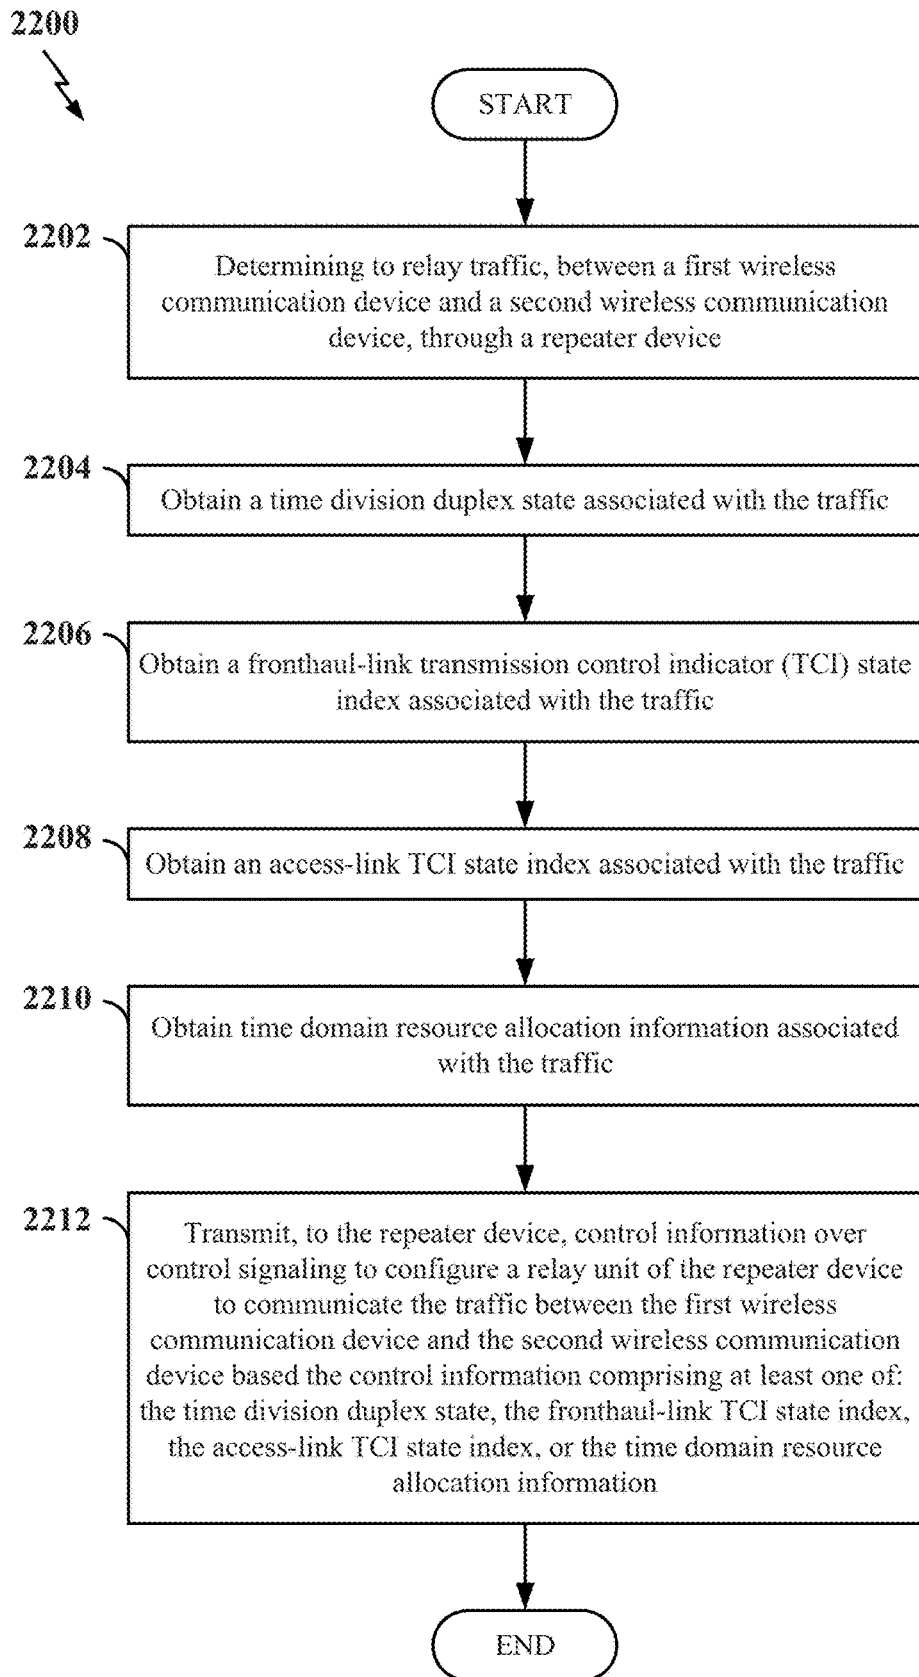 2200
START
2202
Determining to relay traffic, between a first wireless
communication device and a second wireless communication
device, through a repeater device
2204
Obtain a time division duplex state associated with the traffic
2206
Obtain a fronthaul-link transmission control indicator (TCI) state
index associated with the traffic
2208
Obtain an access-link TCI state index associated with the traffic
2210
Obtain time domain resource allocation information associated
with the traffic
2212
Transmit, to the repeater device, control information over
control signaling to configure a relay unit of the repeater device
to communicate the traffic between the first wireless
communication device and the second wireless communication
device based the control information comprising at least one of:
the time division duplex state, the fronthaul-link TCI state index,
the access-link TCI state index, or the time domain resource
allocation information
END